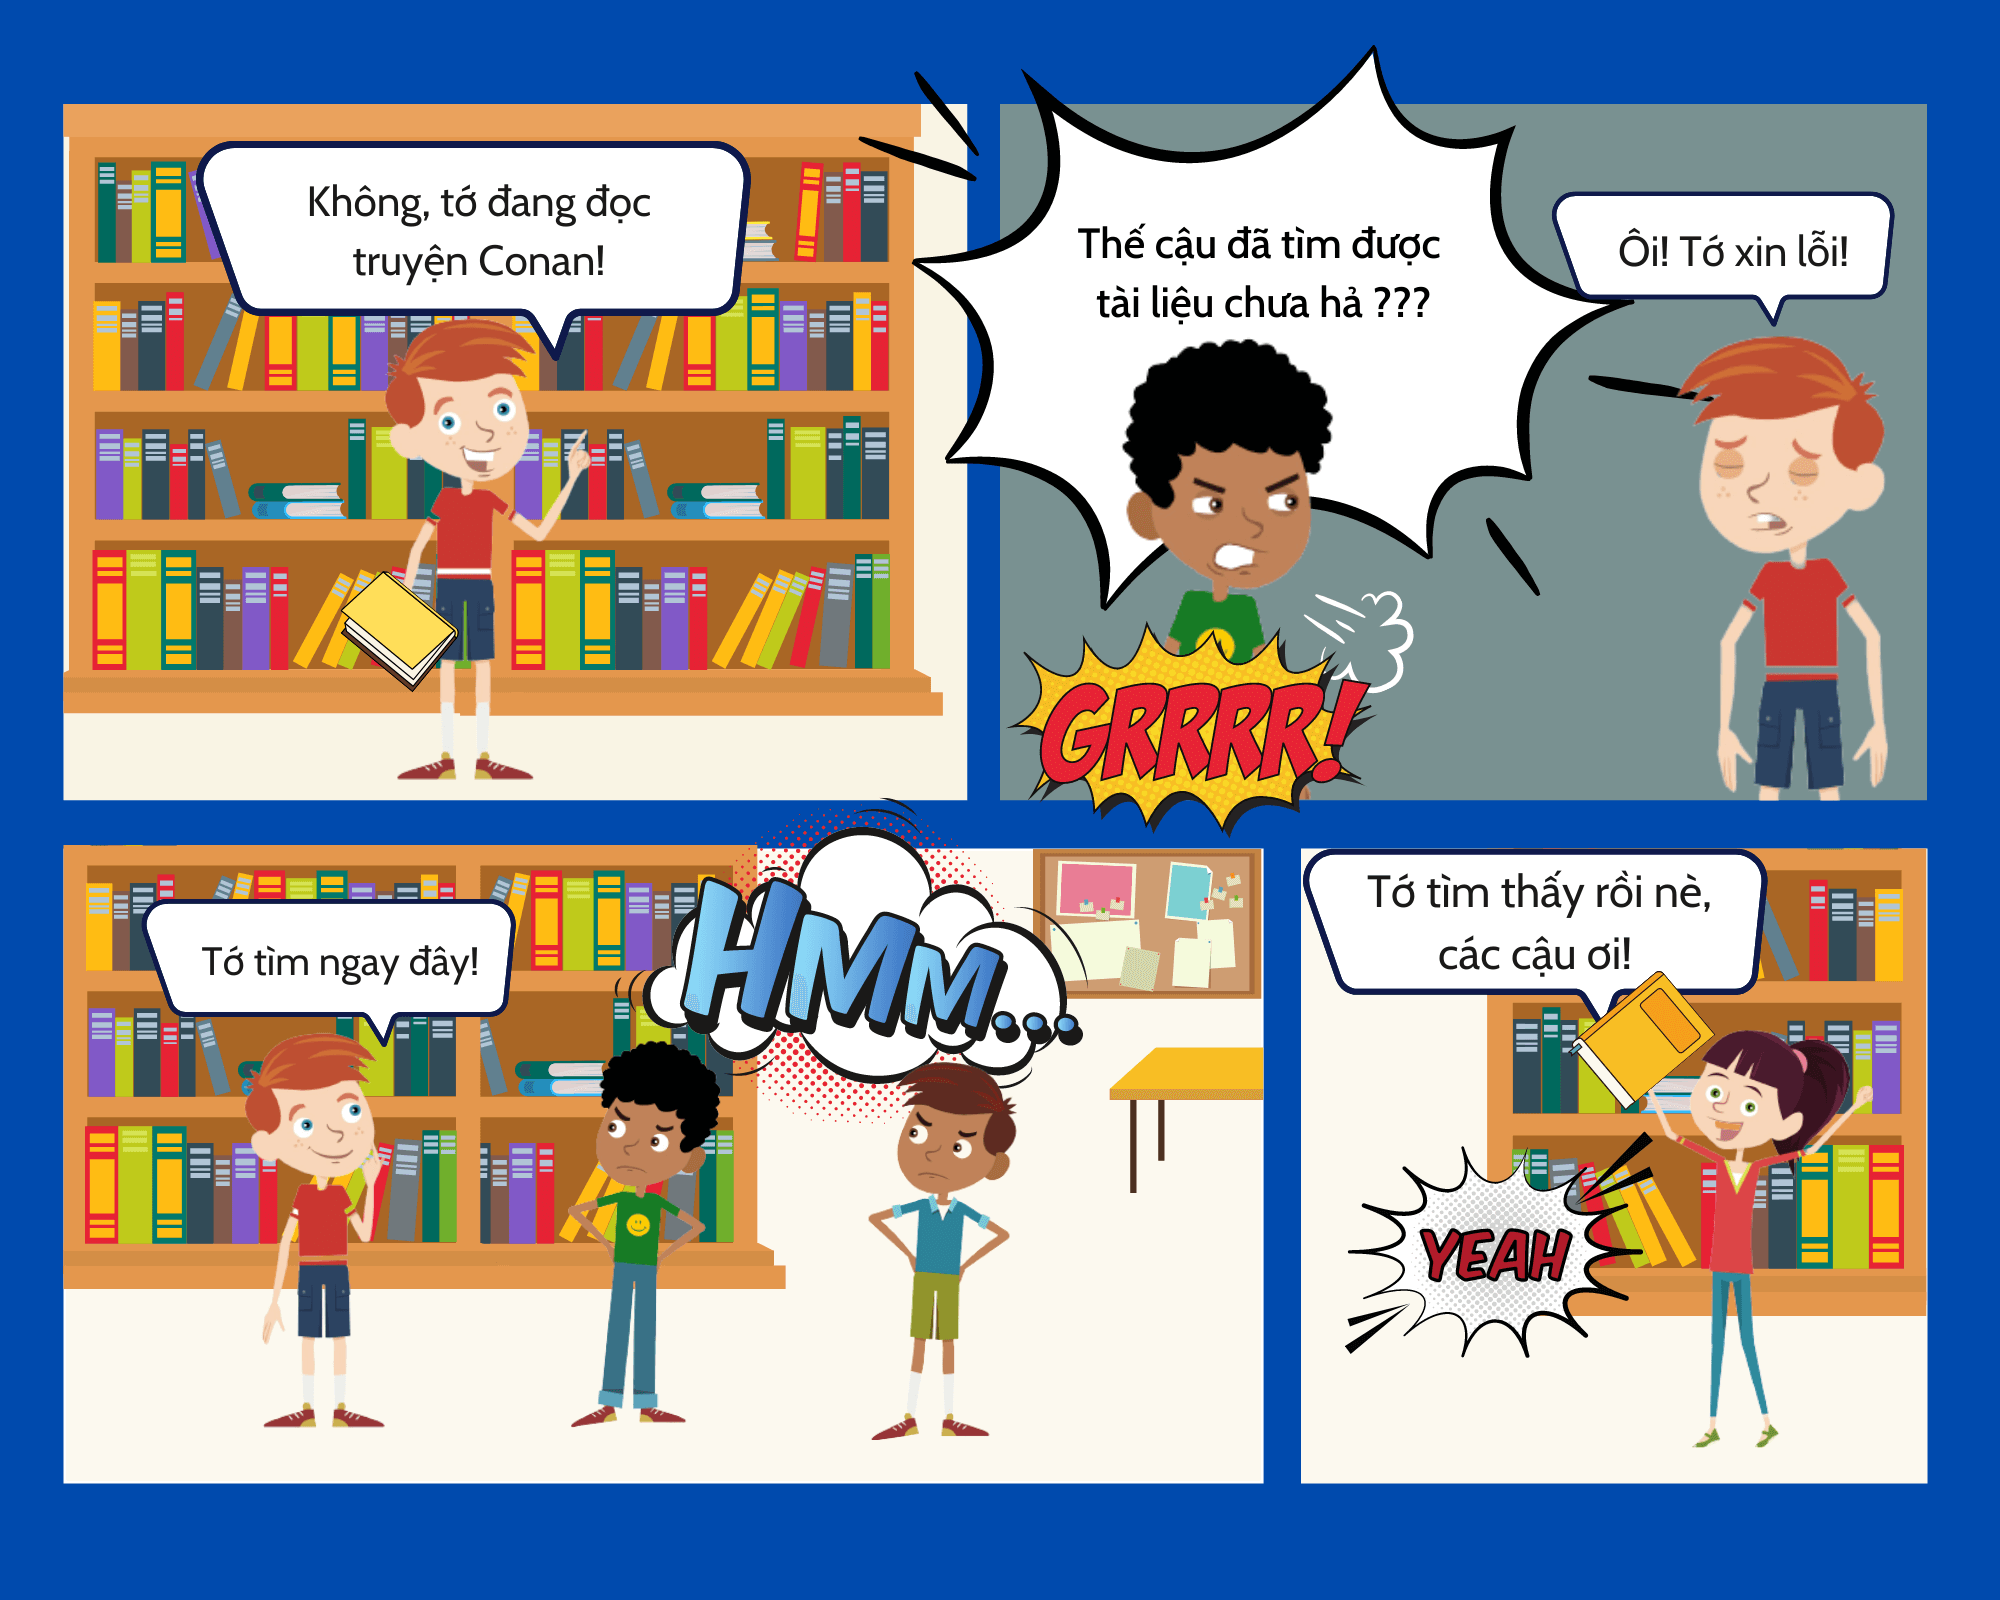 Không, tớ đang đọc
truyện Conan!
Thế cậu đã tìm được
tài liệu chưa hả ???
Ôi! Tớ xin lỗi!
GRRRR!
Tớ tìm ngay đây!
HMM...
Tớ tìm thấy rồi nè,
các cậu ơi!
YEAH